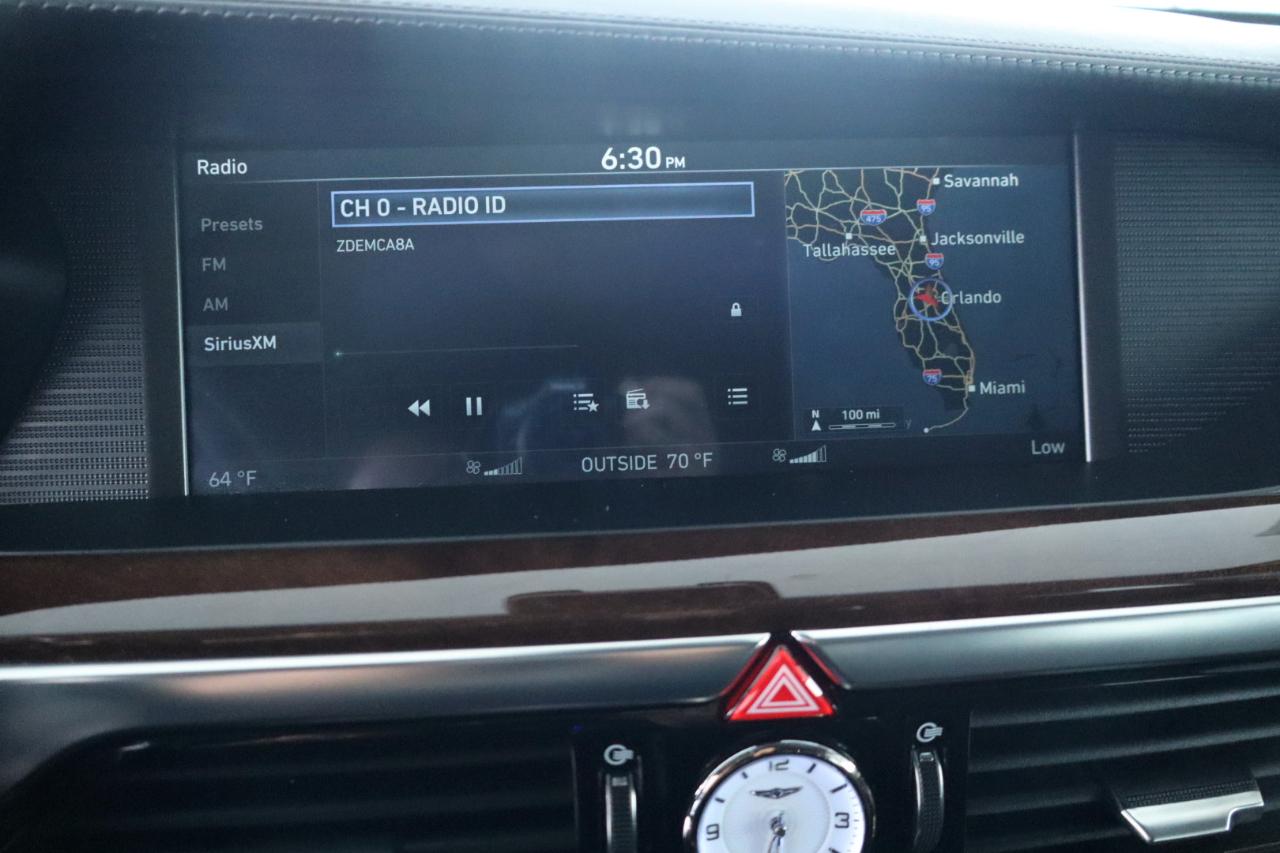 Radio
6:30 PM
Presets
FM
AM
SiriusXM
CH 0 - RADIO ID
ZDEMCA8A
Savannah
95
475
Tallahassee
Jacksonville
95
Orlando
75
Miami
N
100 mi
64 °F
OUTSIDE 70 °F
Low
12
9
3